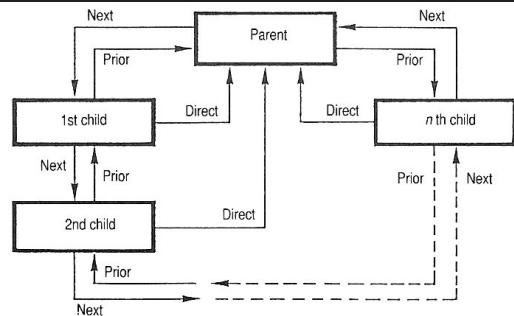 Next
Parent
Next
Prior
Prior
1st child
Direct
Direct
n th child
Next
Prior
Prior
Next
2nd child
Direct
Prior
Next